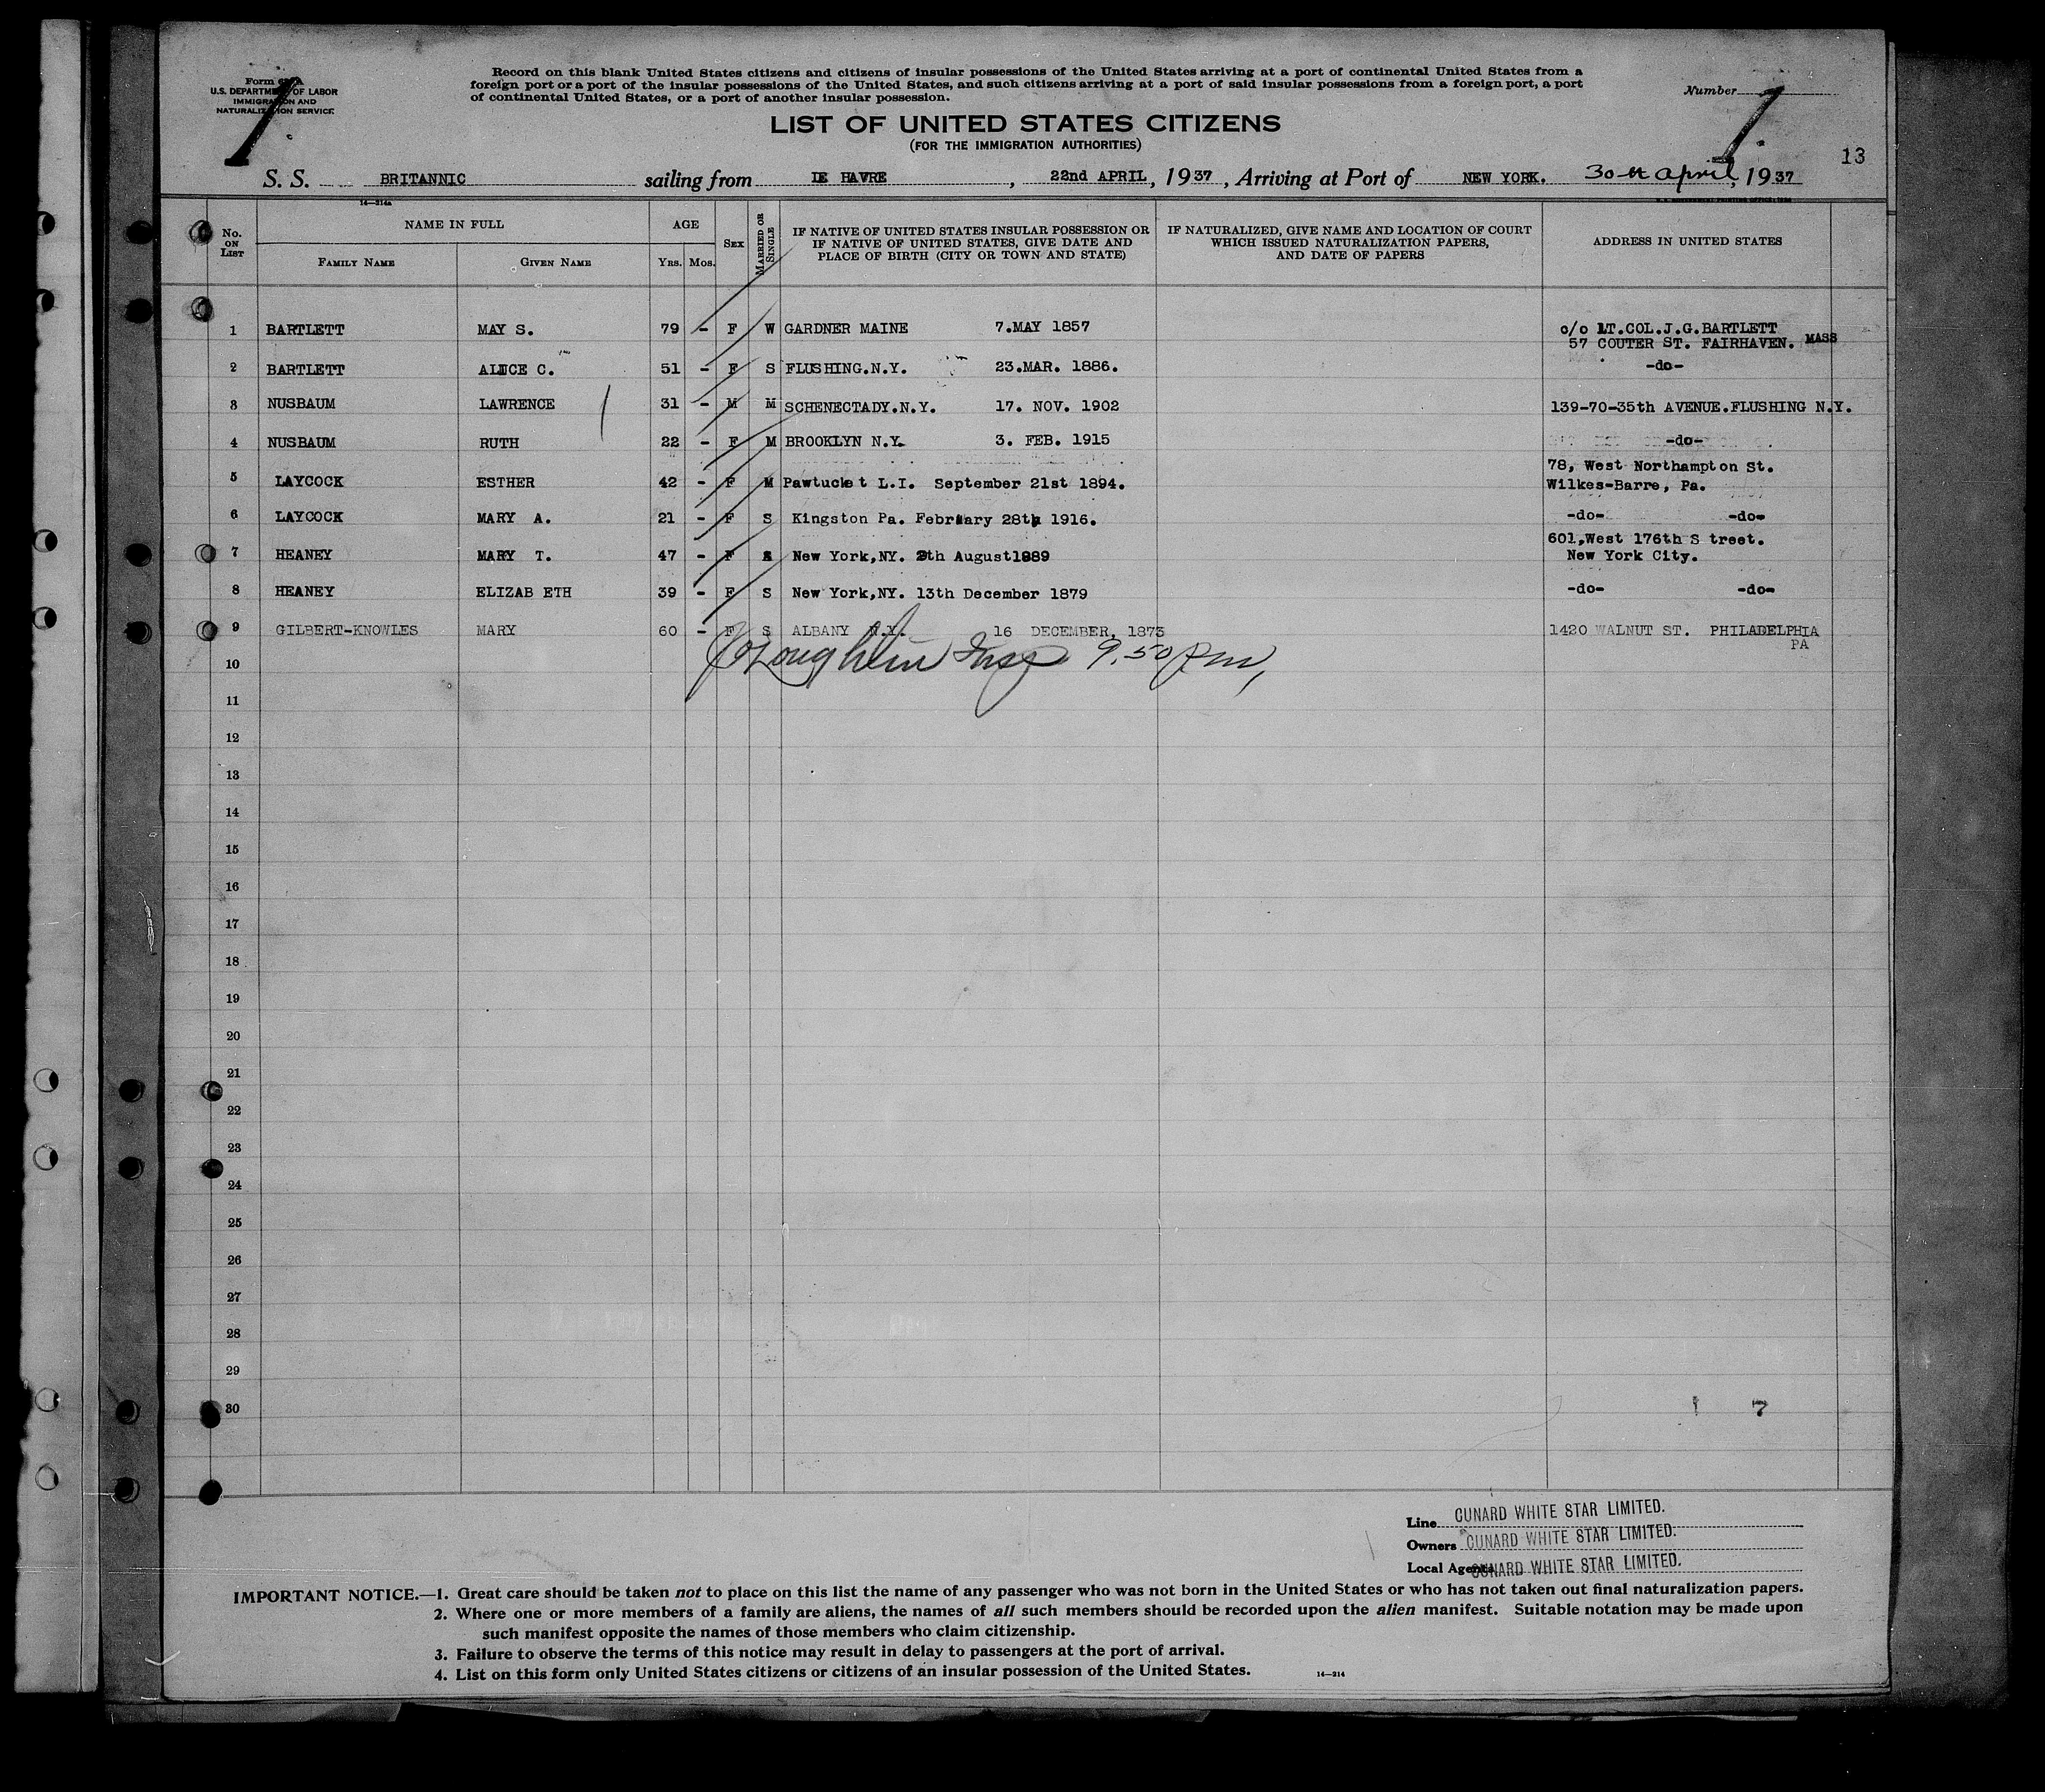 Form 630
U.S. DEPARTMENT OF LABOR
IMMIGRATION AND
NATURALIZATION SERVICE
1.
Record on this blank United States citizens and citizens of insular possessions of the United States arriving at a port of continental United States from a
foreign port or a port of the insular possessions of the United States, and such citizens arriving at a port of said insular possessions from a foreign port, a port
of continental United States, or a port of another insular possession.
Number
1.
LIST OF UNITED STATES CITIZENS
(FOR THE IMMIGRATION AUTHORITIES)
13
S. S. BRITANNIC sailing from LE HAVRE, 22nd APRIL, 1937, Arriving at Port of NEW YORK. 30th April, 1937
14—214a
No. ON LIST NAME IN FULL AGE SEX MARRIED OR SINGLE IF NATIVE OF UNITED STATES INSULAR POSSESSION OR IF NATIVE OF UNITED STATES, GIVE DATE AND PLACE OF BIRTH (CITY OR TOWN AND STATE) IF NATURALIZED, GIVE NAME AND LOCATION OF COURT WHICH ISSUED NATURALIZATION PAPERS, AND DATE OF PAPERS ADDRESS IN UNITED STATES
FAMILY NAME GIVEN NAME YRS. MOS.
1 BARTLETT MAY S. 79 - F W GARDNER MAINE 7.MAY 1857 c/o LT.COL.J.G.BARTLETT
57 COUTER ST. FAIRHAVEN. MASS
2 BARTLETT ALICE C. 51 - F S FLUSHING.N.Y. 23.MAR. 1886. -do-
3 NUSBAUM LAWRENCE 31 - M M SCHENECTADY.N.Y. 17. NOV. 1902 139-70-35th AVENUE.FLUSHING N.Y.
4 NUSBAUM RUTH 22 - F M BROOKLYN N.Y. 3. FEB. 1915 -do-
78, West Northampton St.
5 LAYCOCK ESTHER 42 - F M Pawtucket L.I. September 21st 1894. Wilkes-Barre, Pa.
6 LAYCOCK MARY A. 21 - F S Kingston Pa. February 28th 1916. -do- -do-
601,West 176th S treet.
7 HEANEY MARY T. 47 - F S New York,NY. 9th August1889 New York City.
8 HEANEY ELIZAB ETH 39 - F S New York,NY. 13th December 1879 -do- -do-
9 GILBERT-KNOWLES MARY 60 - F S ALBANY N.Y. 16 DECEMBER, 1873 1420 WALNUT ST. PHILADELPHIA
PA
10 Loughlin Insp 9.50 Pm,
11
12
13
14
15
16
17
18
19
20
21
22
23
24
25
26
27
28
29
30 7
Line CUNARD WHITE STAR LIMITED.
Owners CUNARD WHITE STAR LIMITED.
Local Agents CUNARD WHITE STAR LIMITED.
IMPORTANT NOTICE.—1. Great care should be taken not to place on this list the name of any passenger who was not born in the United States or who has not taken out final naturalization papers.
2. Where one or more members of a family are aliens, the names of all such members should be recorded upon the alien manifest. Suitable notation may be made upon
such manifest opposite the names of those members who claim citizenship.
3. Failure to observe the terms of this notice may result in delay to passengers at the port of arrival.
4. List on this form only United States citizens or citizens of an insular possession of the United States.
14—214